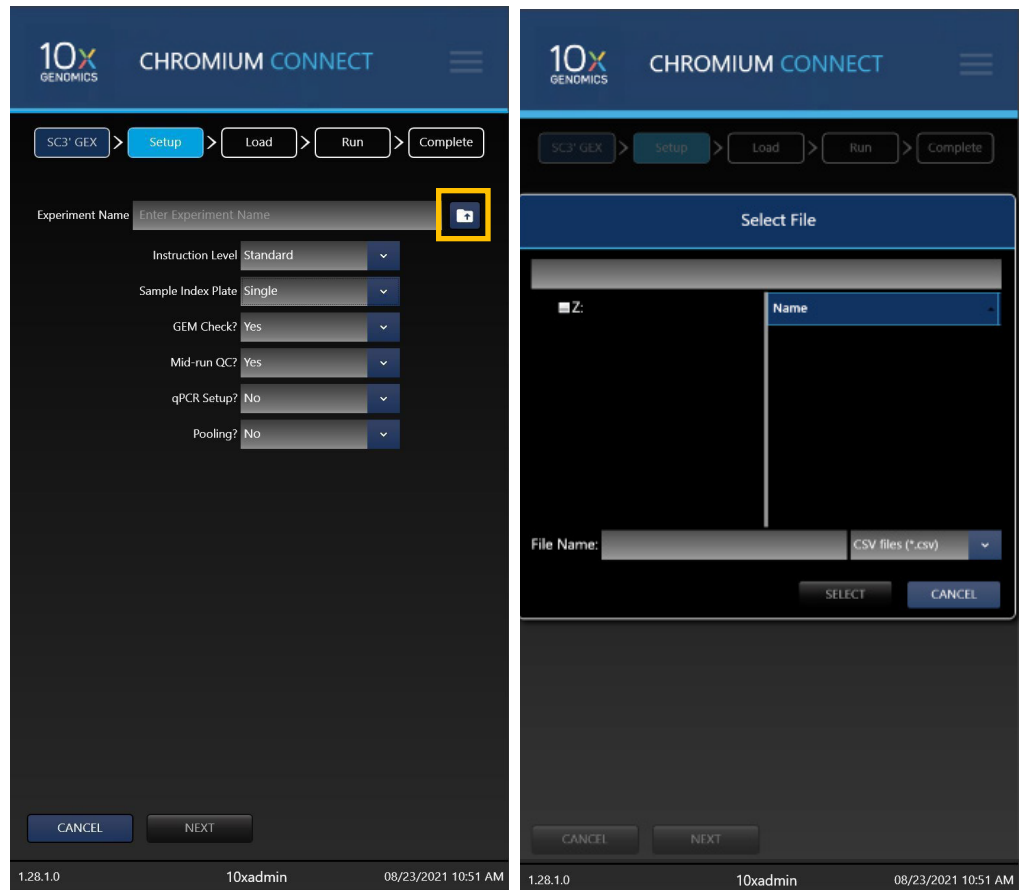 10x
GENOMICS
CHROMIUM CONNECT
SC3' GEX > Setup > Load > Run > Complete
Experiment Name Enter Experiment Name
Instruction Level Standard
Sample Index Plate Single
GEM Check? Yes
Mid-run QC? Yes
qPCR Setup? No
Pooling? No
CANCEL NEXT
1.28.1.0 10xadmin 08/23/2021 10:51 AM
10x
GENOMICS
CHROMIUM CONNECT
SC3' GEX > Setup > Load > Run > Complete
Select File
Z: Name
File Name: CSV files (*.csv)
SELECT CANCEL
CANCEL NEXT
1.28.1.0 10xadmin 08/23/2021 10:51 AM